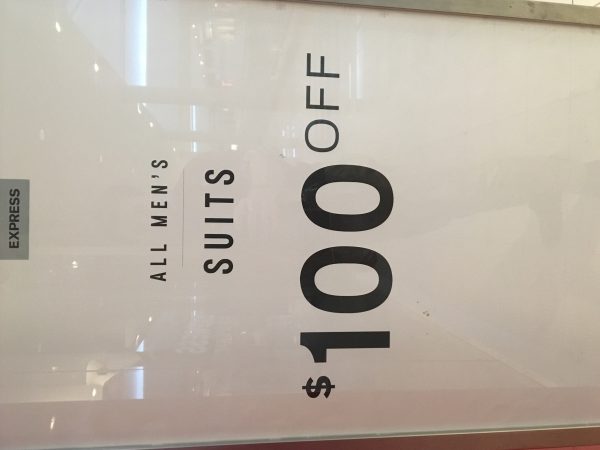 EXPRESS
ALL MEN'S
SUITS
$100 OFF